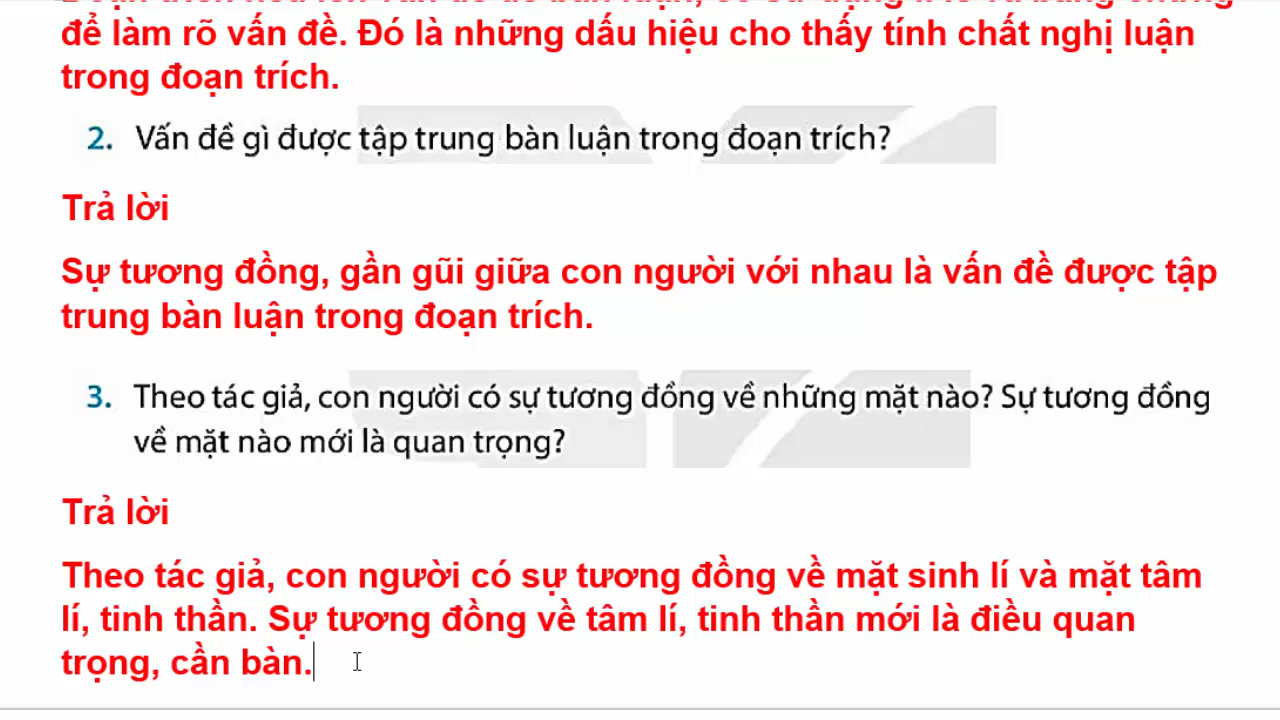 để làm rõ vấn đề. Đó là những dấu hiệu cho thấy tính chất nghị luận
trong đoạn trích.
2. Vấn đề gì được tập trung bàn luận trong đoạn trích?
Trả lời
Sự tương đồng, gần gũi giữa con người với nhau là vấn đề được tập
trung bàn luận trong đoạn trích.
3. Theo tác giả, con người có sự tương đồng về những mặt nào? Sự tương đồng
về mặt nào mới là quan trọng?
Trả lời
Theo tác giả, con người có sự tương đồng về mặt sinh lí và mặt tâm
lí, tinh thần. Sự tương đồng về tâm lí, tinh thần mới là điều quan
trọng, cần bàn.